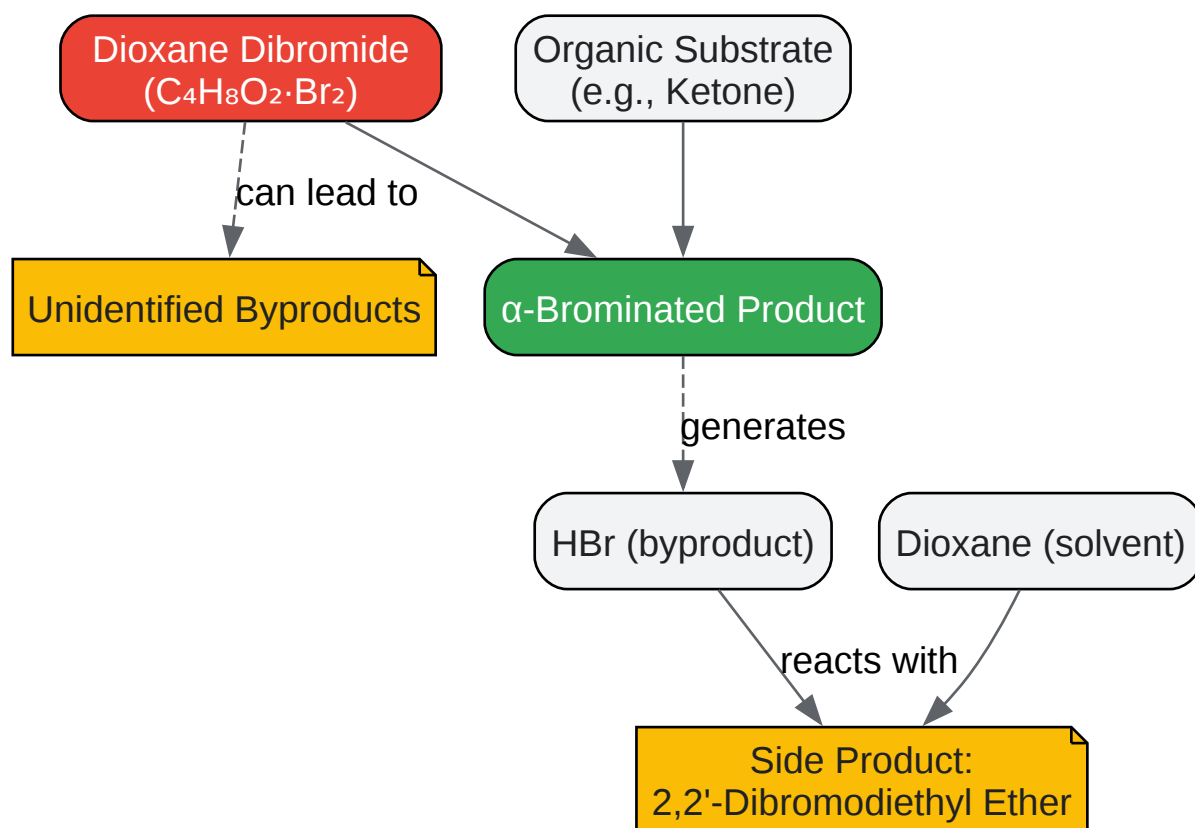 Dioxane Dibromide
(C₄H₈O₂·Br₂)
Organic Substrate
(e.g., Ketone)
can lead to
Unidentified Byproducts
α-Brominated Product
generates
HBr (byproduct)
Dioxane (solvent)
reacts with
Side Product:
2,2'-Dibromodiethyl Ether